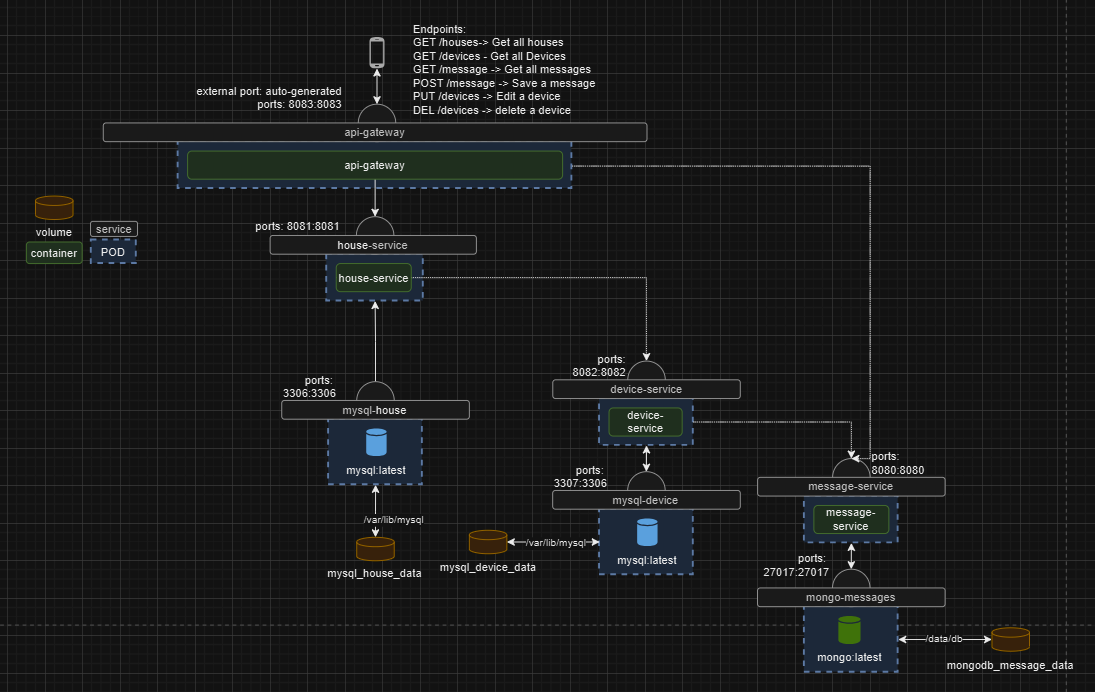 Endpoints:
GET /houses-> Get all houses
GET /devices - Get all Devices
GET /message -> Get all messages
POST /message -> Save a message
PUT /devices -> Edit a device
DEL /devices -> delete a device
external port: auto-generated
ports: 8083:8083
api-gateway
api-gateway
volume
service
container
POD
ports: 8081:8081
house-service
house-service
ports:
3306:3306
mysql-house
mysql:latest
/var/lib/mysql
mysql_house_data
ports:
8082:8082
device-service
device-
service
ports:
3307:3306
mysql-device
mysql:latest
/var/lib/mysql
mysql_device_data
ports:
8080:8080
message-service
message-
service
ports:
27017:27017
mongo-messages
mongo:latest
/data/db
mongodb_message_data